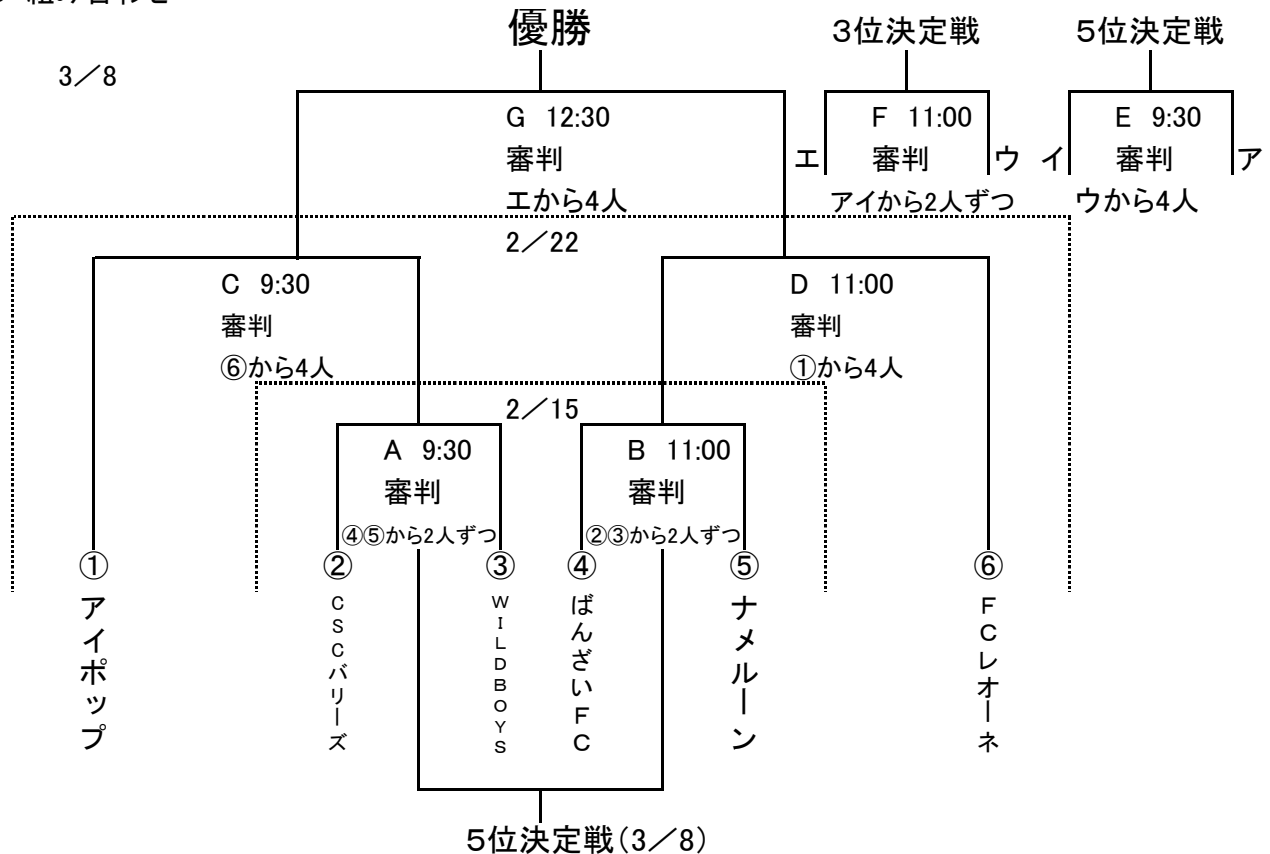 優勝
3位決定戦
5位決定戦
3/8
G 12:30
審判
エから4人
F 11:00
エ 審判 ウ
アイから2人ずつ
E 9:30
イ 審判 ア
ウから4人
2/22
C 9:30
審判
⑥から4人
D 11:00
審判
①から4人
2/15
A 9:30
審判
④⑤から2人ずつ
B 11:00
審判
②③から2人ずつ
①
アイポップ
②
CSCバリーズ
③
WILDBOYS
④
ばんざいFC
⑤
ナメルーン
⑥
FCレオーネ
5位決定戦(3/8)